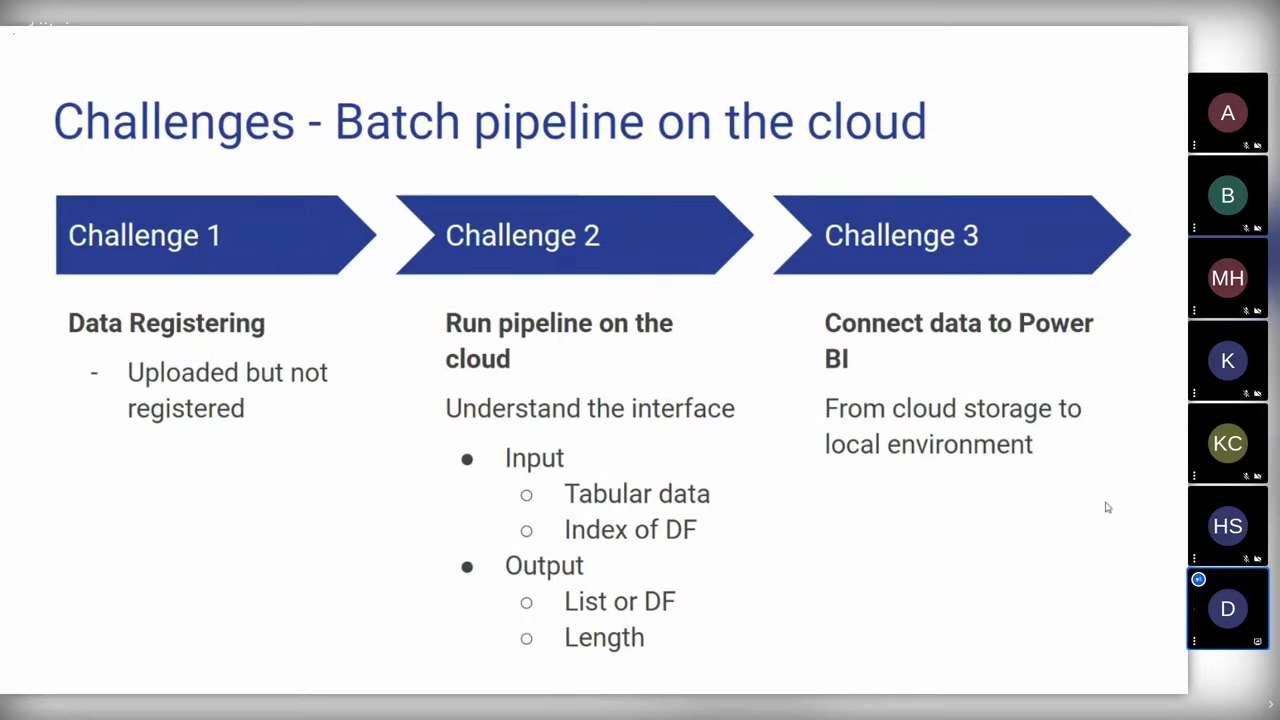 Challenges - Batch pipeline on the cloud
Challenge 1
Challenge 2
Challenge 3
Data Registering
- Uploaded but not
registered
Run pipeline on the
cloud
Understand the interface
● Input
○ Tabular data
○ Index of DF
● Output
○ List or DF
○ Length
Connect data to Power
BI
From cloud storage to
local environment
A
B
MH
K
KC
HS
D